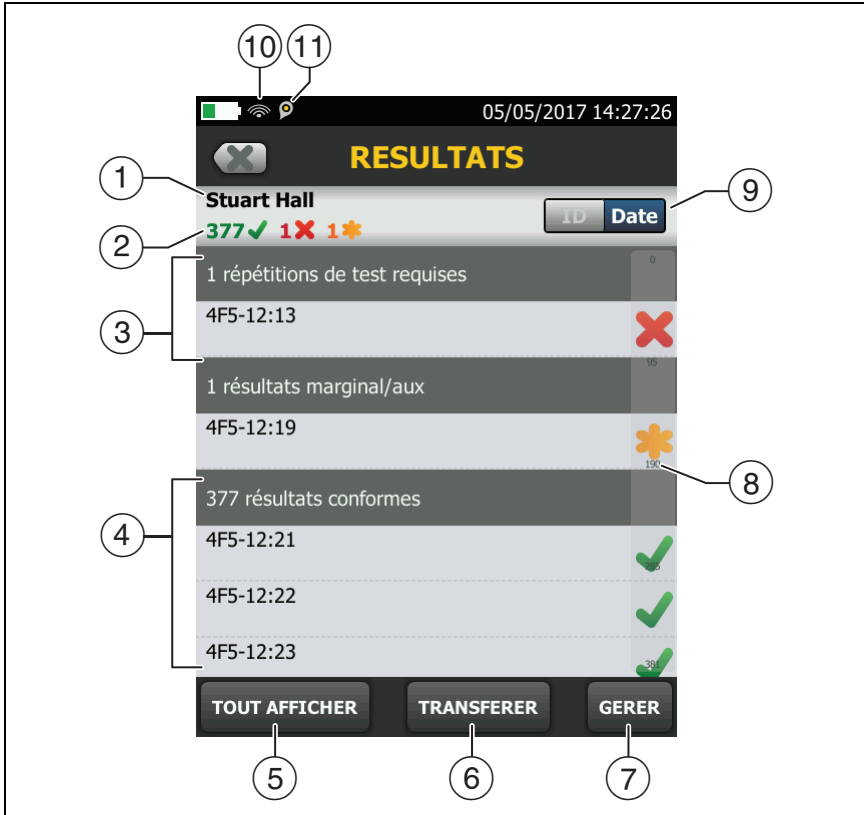 10 11
05/05/2017 14:27:26
RESULTATS
1
Stuart Hall
ID Date
9
2
377 1 1
0
1 répétitions de test requises
3
4F5-12:13
95
1 résultats marginal/aux
4F5-12:19
190
8
377 résultats conformes
4
4F5-12:21
4F5-12:22
4F5-12:23
381
TOUT AFFICHER TRANSFERER GERER
5 6 7